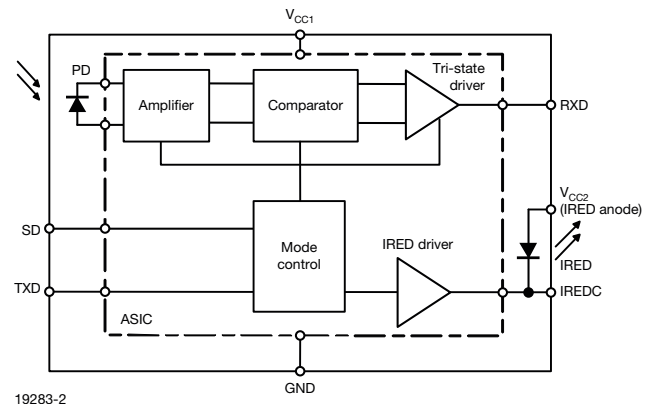 VCC1
PD
Tri-state
driver
Amplifier
Comparator
RXD
VCC2
(IRED anode)
SD
Mode
control
IRED driver
IRED
TXD
IREDC
ASIC
GND
19283-2